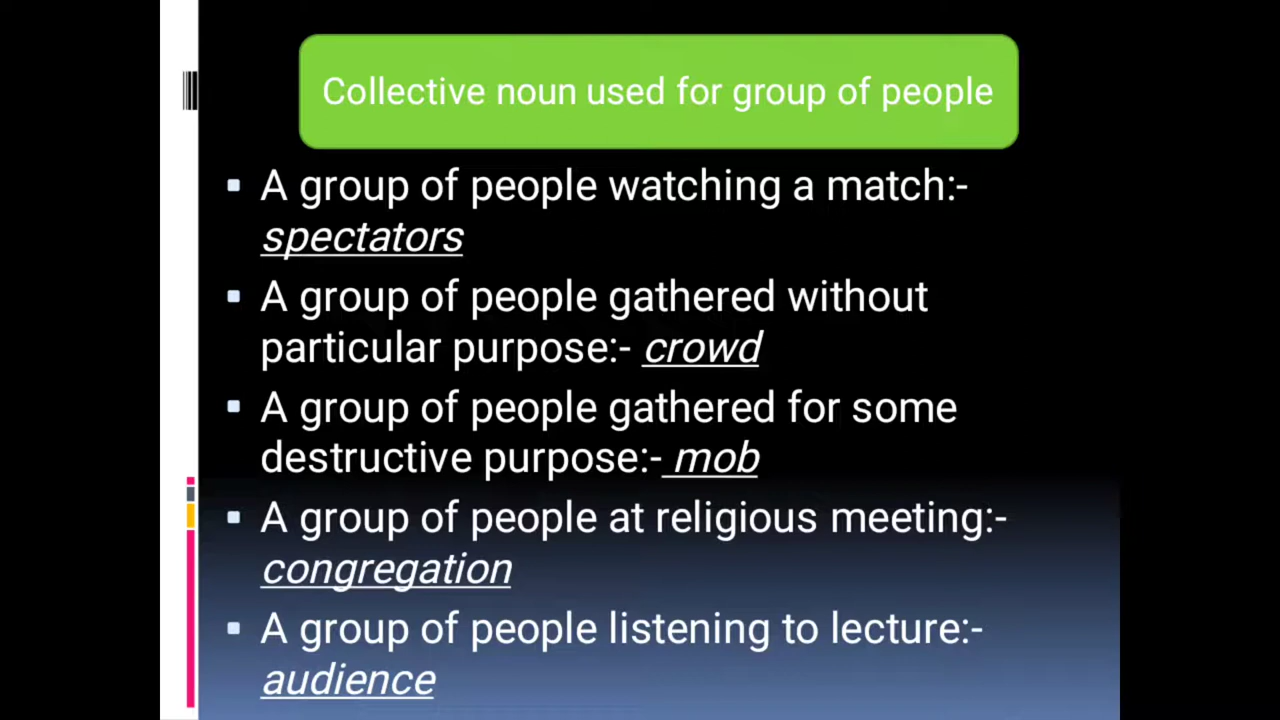 Collective noun used for group of people
▪ A group of people watching a match:-
spectators
▪ A group of people gathered without
particular purpose:- crowd
▪ A group of people gathered for some
destructive purpose:- mob
▪ A group of people at religious meeting:-
congregation
▪ A group of people listening to lecture:-
audience